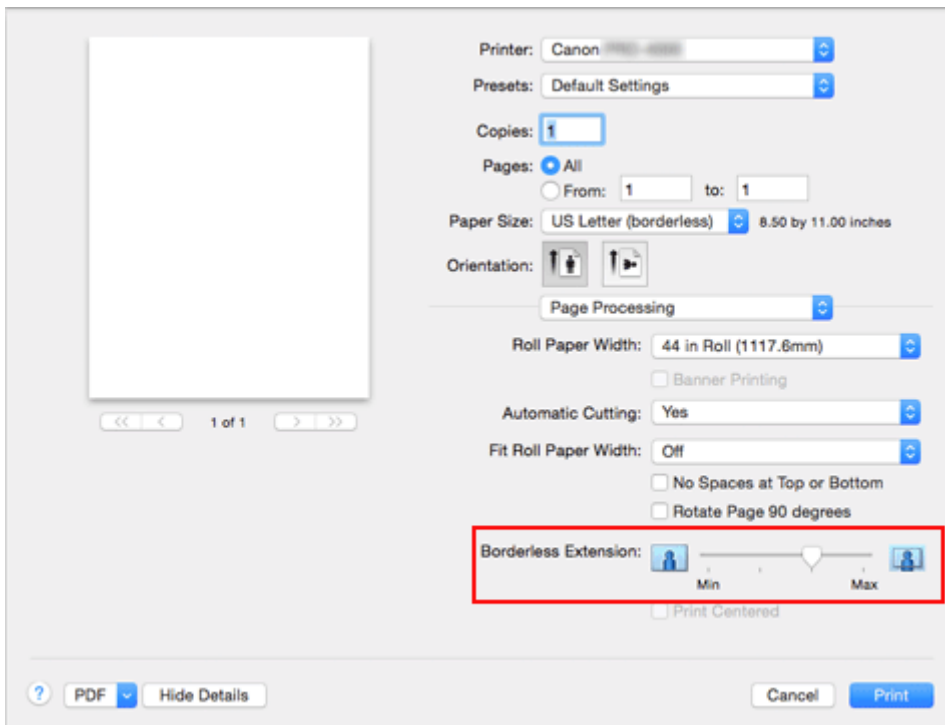 Printer: Canon
Presets: Default Settings
Copies: 1
Pages: All
From: 1 to: 1
Paper Size: US Letter (borderless) 8.50 by 11.00 inches
Orientation:
Page Processing
Roll Paper Width: 44 in Roll (1117.6mm)
Banner Printing
<< < 1 of 1 > >>
Automatic Cutting: Yes
Fit Roll Paper Width: Off
No Spaces at Top or Bottom
Rotate Page 90 degrees
Borderless Extension:
Min Max
Print Centered
? PDF Hide Details Cancel Print